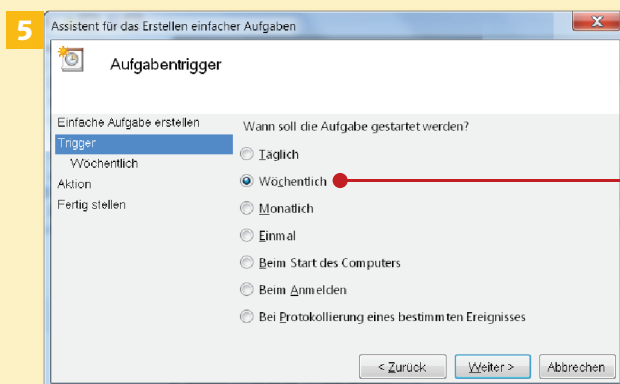 5
Assistent für das Erstellen einfacher Aufgaben
Aufgabentrigger
Einfache Aufgabe erstellen
Trigger
Wöchentlich
Aktion
Fertig stellen
Wann soll die Aufgabe gestartet werden?
Täglich
Wöchentlich
Monatlich
Einmal
Beim Start des Computers
Beim Anmelden
Bei Protokollierung eines bestimmten Ereignisses
< Zurück
Weiter >
Abbrechen